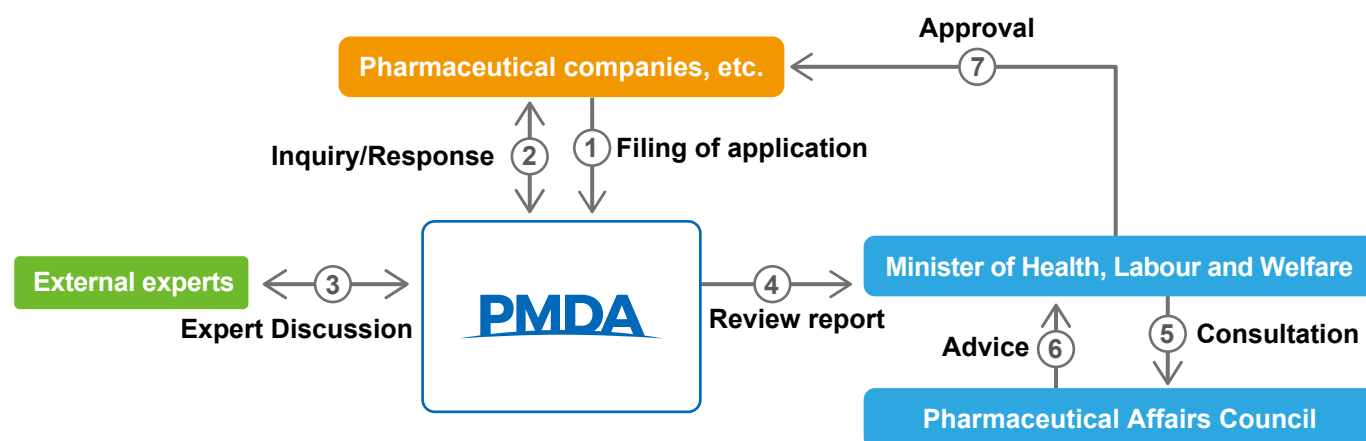 Approval
7
Pharmaceutical companies, etc.
Inquiry/Response
2
1
Filing of application
External experts
3
Expert Discussion
PMDA
4
Review report
Minister of Health, Labour and Welfare
Advice
6
5
Consultation
Pharmaceutical Affairs Council